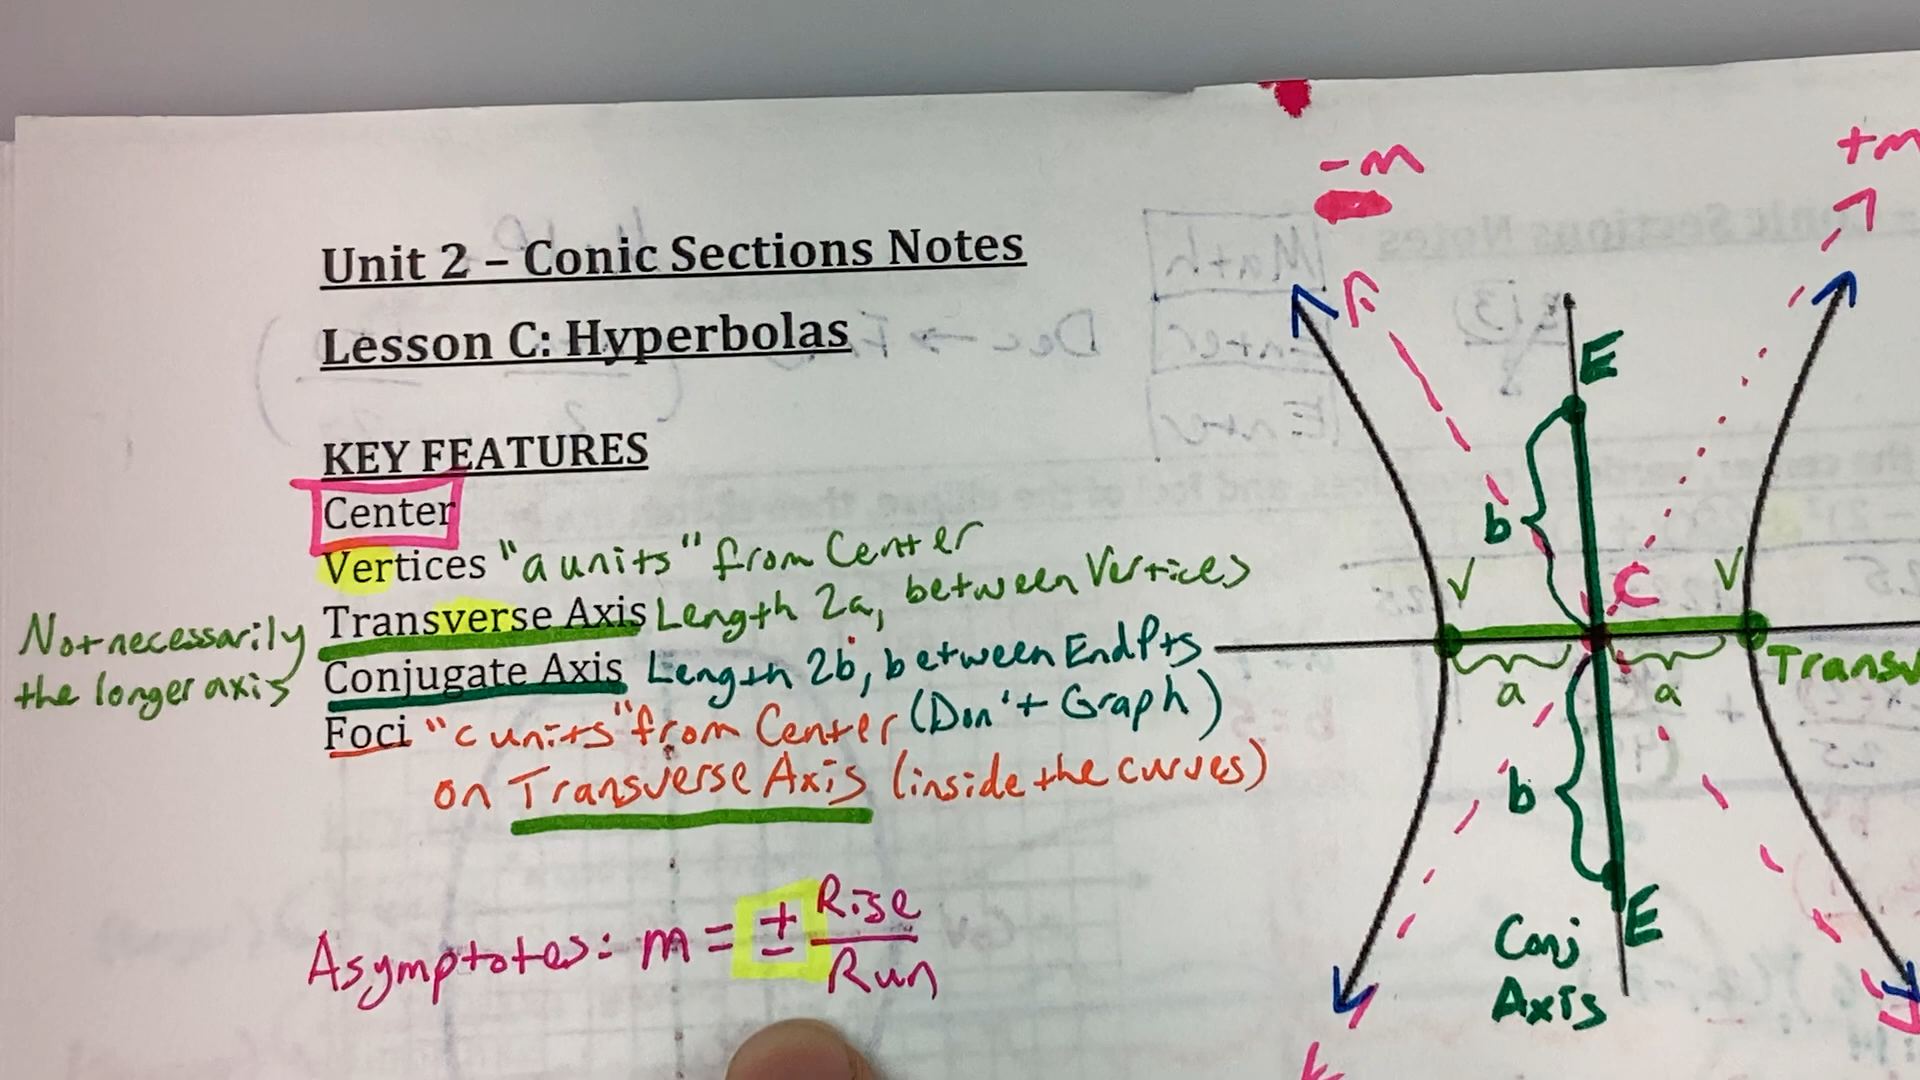 Unit 2 – Conic Sections Notes
Lesson C: Hyperbolas
KEY FEATURES
Center
Vertices "a units" from Center
Transverse Axis Length 2a, between Vertices
Not necessarily
the longer axis
Conjugate Axis Length 2b, between EndPts
(Don't Graph)
Foci "c units" from Center
on Transverse Axis (inside the curves)
Asymptotes: m = ± Rise
Run
-m
+m
E
b
V
C
V
a
a
Transv
b
E
Conj
Axis